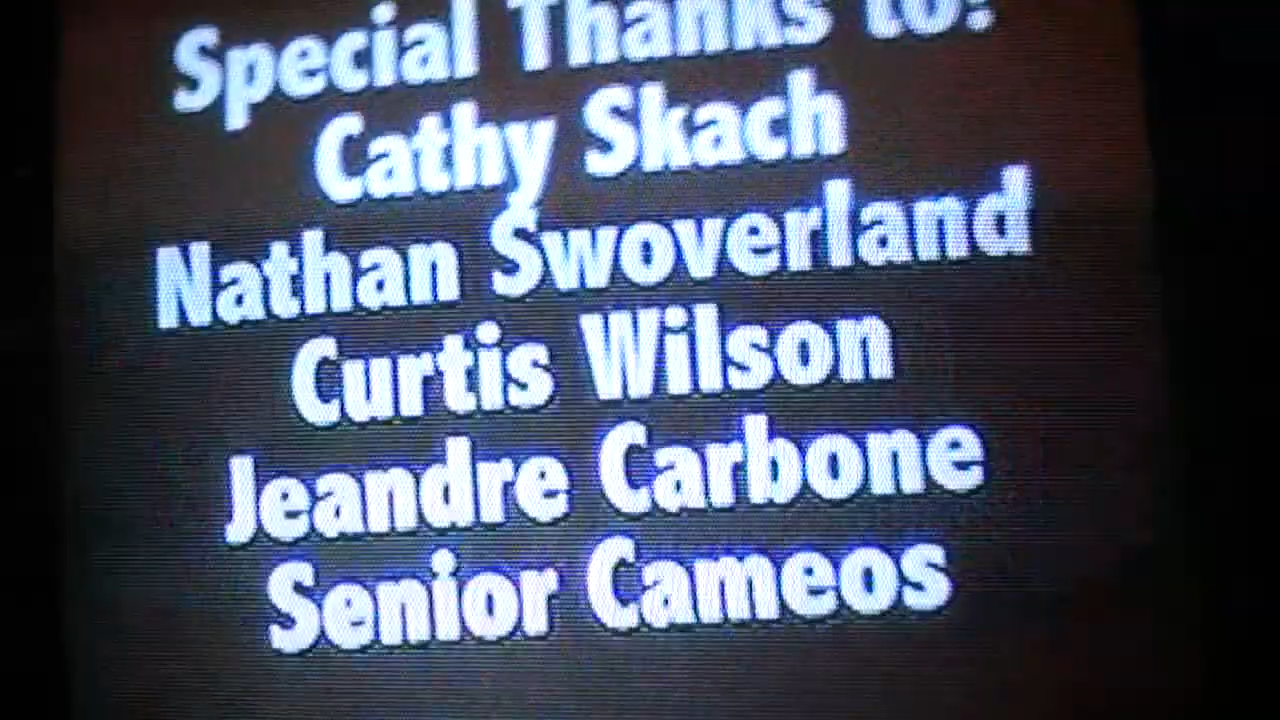 Special Thanks to:
Cathy Skach
Nathan Swoverland
Curtis Wilson
Jeandre Carbone
Senior Cameos